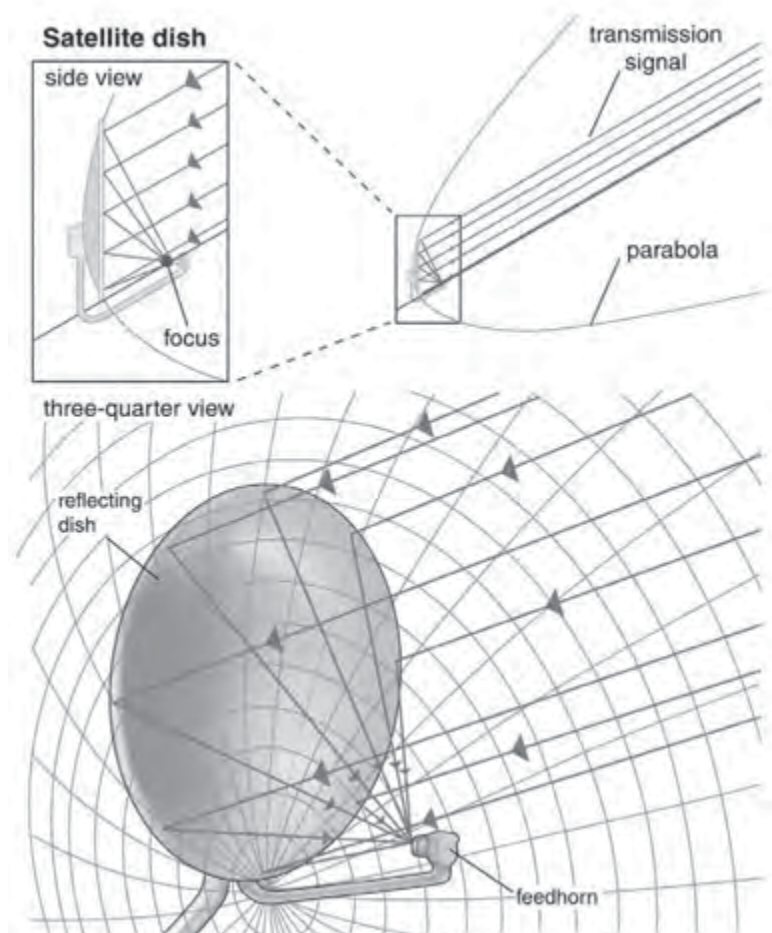 Satellite dish
side view
focus
transmission
signal
parabola
three-quarter view
reflecting
dish
feedhorn